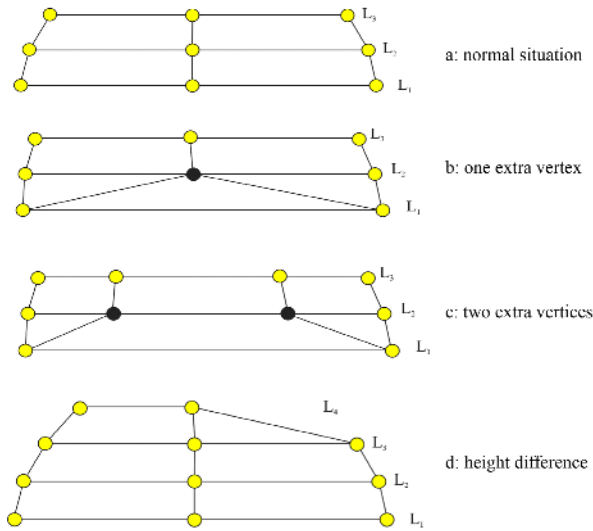 L₃
L₂
a: normal situation
L₁
L₃
L₂
b: one extra vertex
L₁
L₃
L₂
c: two extra vertices
L₁
L₄
L₃
d: height difference
L₂
L₁